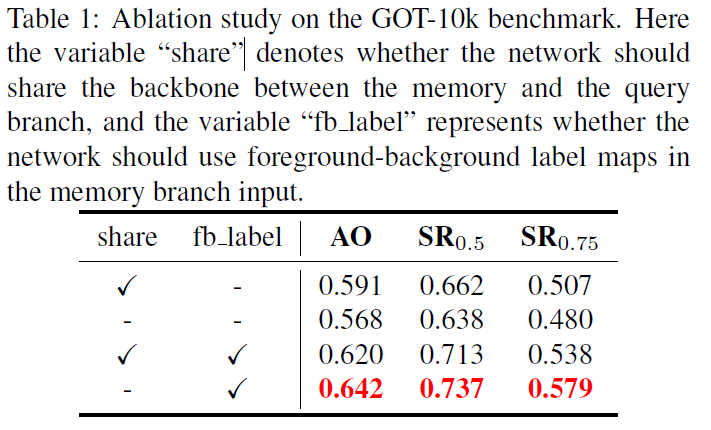 Table 1: Ablation study on the GOT-10k benchmark. Here
the variable “share” denotes whether the network should
share the backbone between the memory and the query
branch, and the variable “fb_label” represents whether the
network should use foreground-background label maps in
the memory branch input.
share fb_label AO SR0.5 SR0.75
✓ - 0.591 0.662 0.507
- - 0.568 0.638 0.480
✓ ✓ 0.620 0.713 0.538
- ✓ 0.642 0.737 0.579